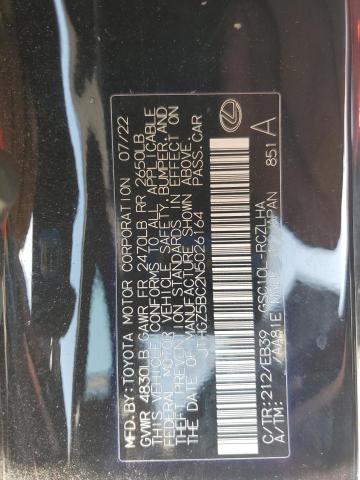 MFD.BY:TOYOTA MOTOR CORPORATION 07/22
GVWR 4830LB GAWR FR 2470LB RR 2650LB
THIS VEHICLE CONFORMS TO ALL APPLICABLE
FEDERAL MOTOR VEHICLE SAFETY, BUMPER, AND
THEFT PREVENTION STANDARDS IN EFFECT ON
THE DATE OF MANUFACTURE SHOWN ABOVE.
PASS.CAR
C/TR:212/EB39 GSC10L-RCZLHA
A/TM: /AA81E 851
A